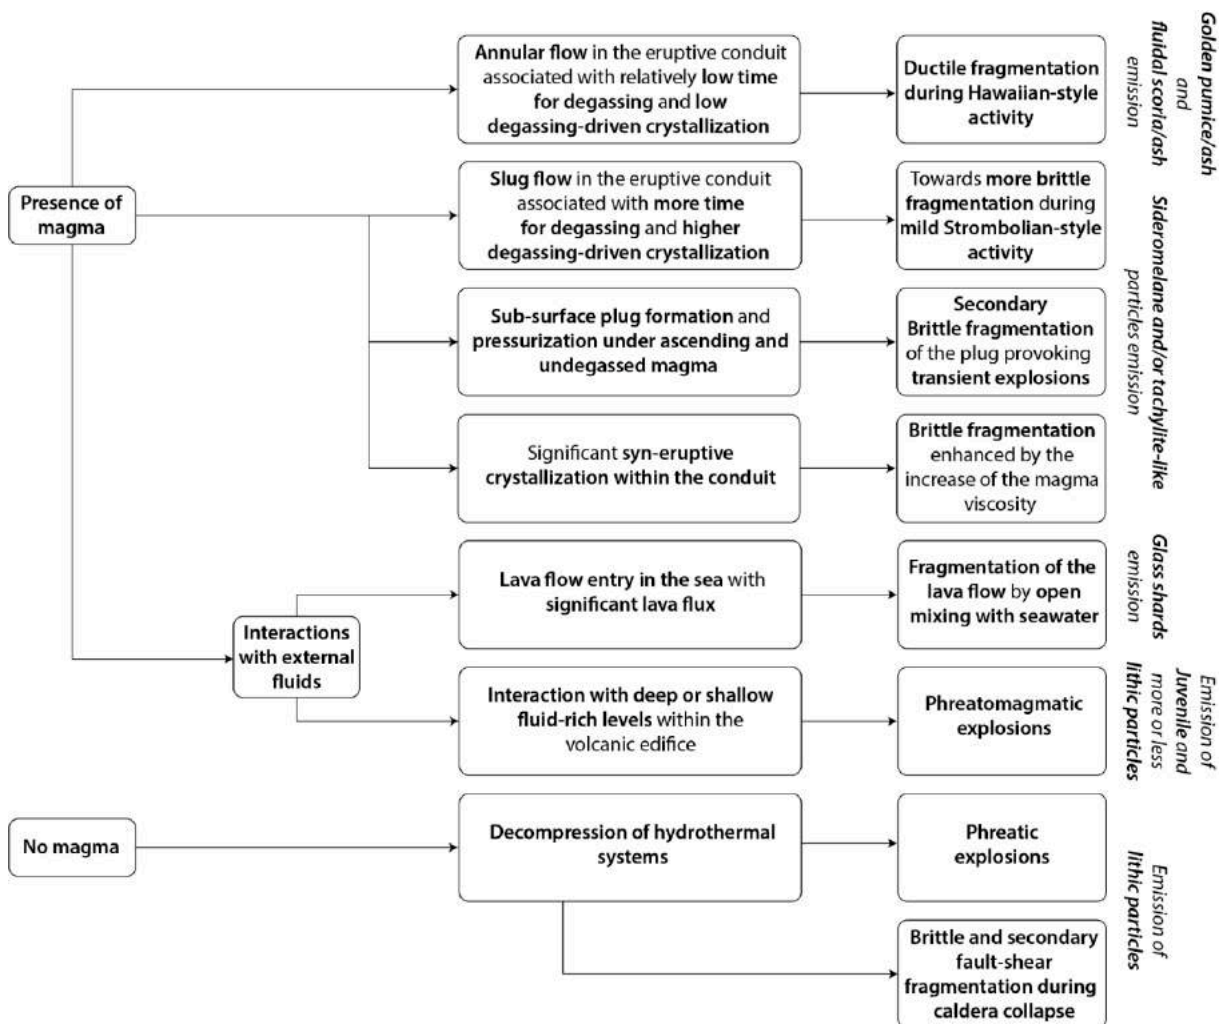 Annular flow in the eruptive conduit
associated with relatively low time
for degassing and low
degassing-driven crystallization
Ductile fragmentation
during Hawaiian-style
activity
Golden pumice/ash
and
fluidal scoria/ash
emission
Presence of
magma
Slug flow in the eruptive conduit
associated with more time
for degassing and higher
degassing-driven crystallization
Towards more brittle
fragmentation during
mild Strombolian-style
activity
Sub-surface plug formation and
pressurization under ascending and
undegassed magma
Secondary
Brittle fragmentation
of the plug provoking
transient explosions
Sideromelane and/or tachylite-like
particles emission
Significant syn-eruptive
crystallization within the conduit
Brittle fragmentation
enhanced by the
increase of the magma
viscosity
Interactions
with external
fluids
Lava flow entry in the sea with
significant lava flux
Fragmentation of the
lava flow by open
mixing with seawater
Glass shards
emission
Interaction with deep or shallow
fluid-rich levels within the
volcanic edifice
Phreatomagmatic
explosions
Emission of
Juvenile and
more or less
lithic particles
No magma
Decompression of hydrothermal
systems
Phreatic
explosions
Brittle and secondary
fault-shear
fragmentation during
caldera collapse
Emission of
lithic particles